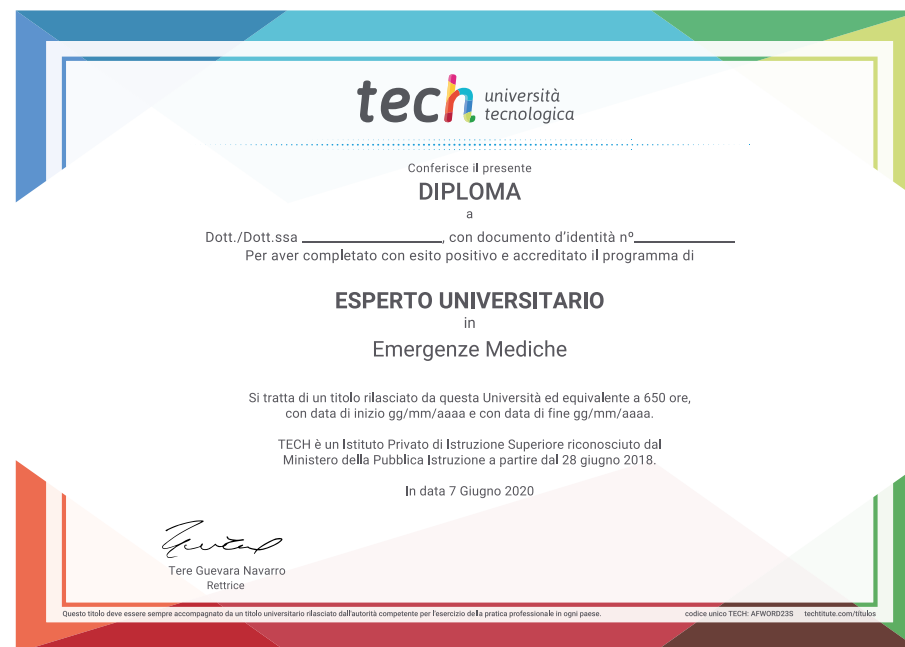 tech università
tecnologica
Conferisce il presente
DIPLOMA
a
Dott./Dott.ssa ____________________, con documento d'identità nº______________
Per aver completato con esito positivo e accreditato il programma di
ESPERTO UNIVERSITARIO
in
Emergenze Mediche
Si tratta di un titolo rilasciato da questa Università ed equivalente a 650 ore,
con data di inizio gg/mm/aaaa e con data di fine gg/mm/aaaa.
TECH è un Istituto Privato di Istruzione Superiore riconosciuto dal
Ministero della Pubblica Istruzione a partire dal 28 giugno 2018.
In data 7 Giugno 2020
Tere Guevara Navarro
Rettrice
Questo titolo deve essere sempre accompagnato da un titolo universitario rilasciato dall'autorità competente per l'esercizio della pratica professionale in ogni paese. codice unico TECH: AFWORD23S techtitute.com/titulos